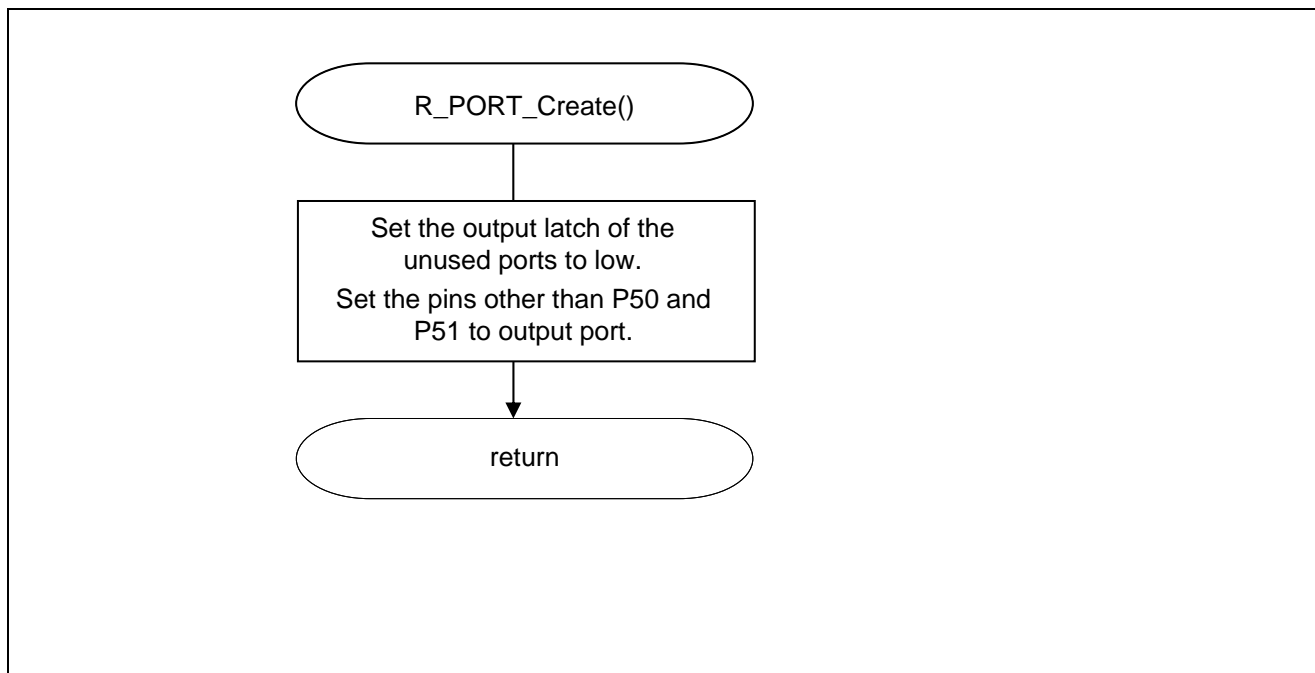 R_PORT_Create()
Set the output latch of the
unused ports to low.
Set the pins other than P50 and
P51 to output port.
return